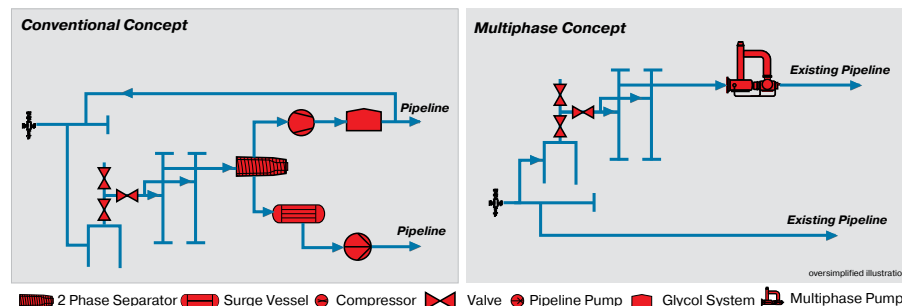 Conventional Concept
Pipeline
Pipeline
Multiphase Concept
Existing Pipeline
Existing Pipeline
oversimplified illustratio
2 Phase Separator Surge Vessel Compressor Valve Pipeline Pump Glycol System Multiphase Pump